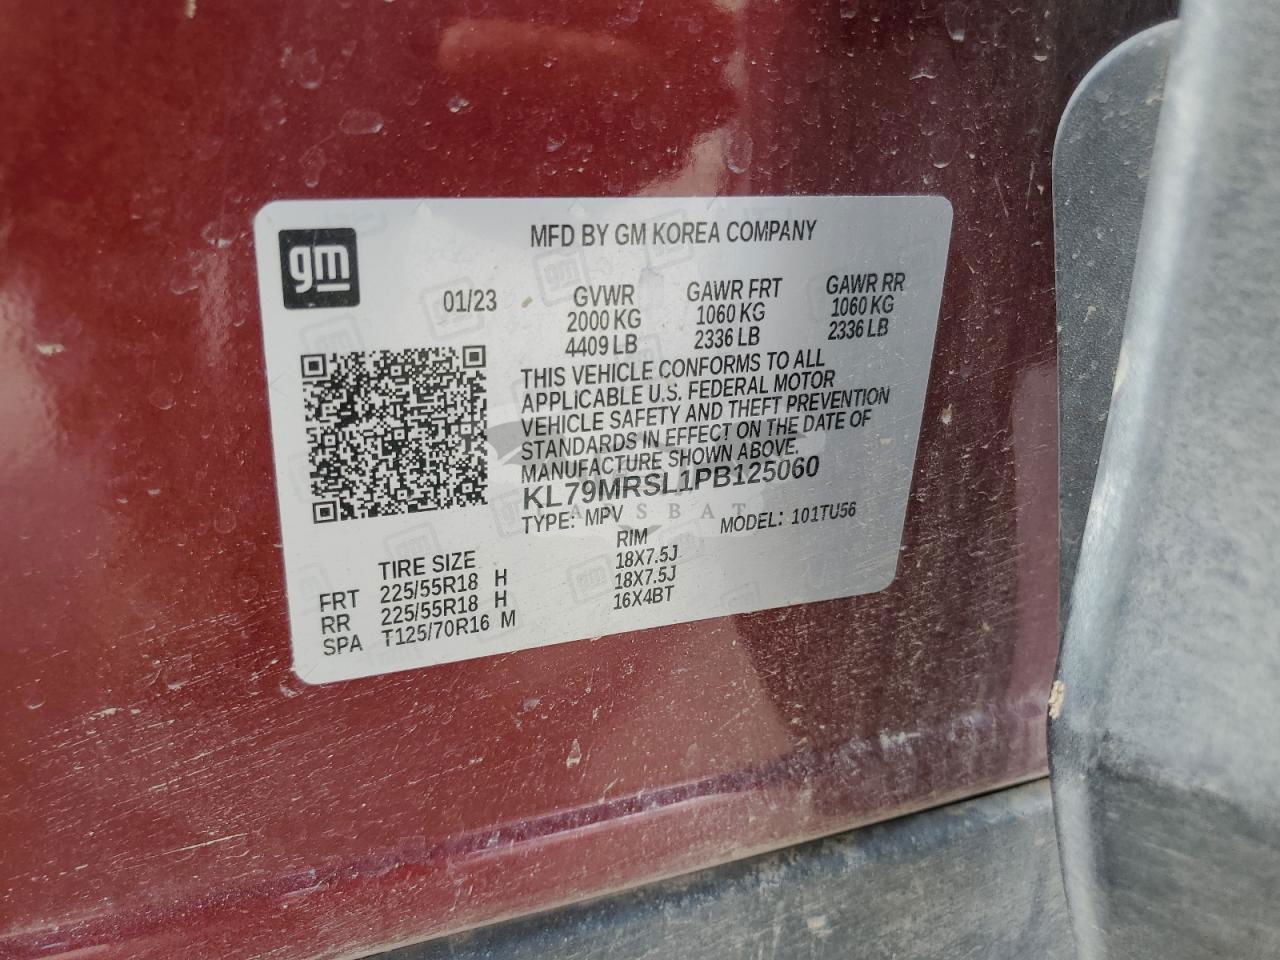 gm
MFD BY GM KOREA COMPANY
01/23 GVWR GAWR FRT GAWR RR
2000 KG 1060 KG 1060 KG
4409 LB 2336 LB 2336 LB
THIS VEHICLE CONFORMS TO ALL
APPLICABLE U.S. FEDERAL MOTOR
VEHICLE SAFETY AND THEFT PREVENTION
STANDARDS IN EFFECT ON THE DATE OF
MANUFACTURE SHOWN ABOVE.
KL79MRSL1PB125060
TYPE: MPV MODEL: 101TU56
TIRE SIZE RIM
FRT 225/55R18 H 18X7.5J
RR 225/55R18 H 18X7.5J
SPA T125/70R16 M 16X4BT